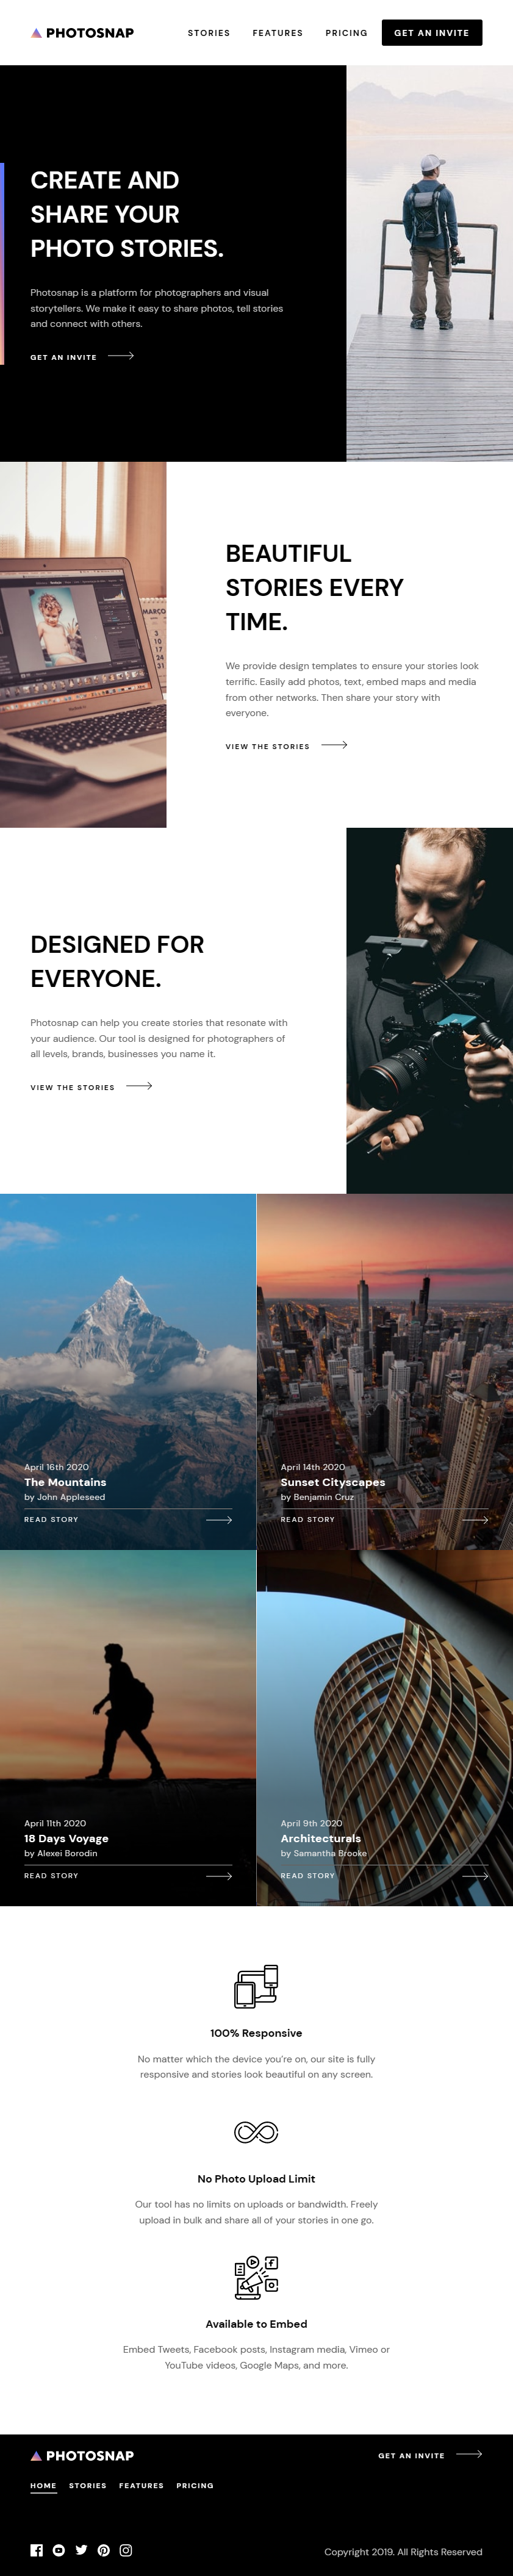 PHOTOSNAP
STORIES FEATURES PRICING GET AN INVITE
CREATE AND
SHARE YOUR
PHOTO STORIES.
Photosnap is a platform for photographers and visual
storytellers. We make it easy to share photos, tell stories
and connect with others.
GET AN INVITE
BEAUTIFUL
STORIES EVERY
TIME.
We provide design templates to ensure your stories look
terrific. Easily add photos, text, embed maps and media
from other networks. Then share your story with
everyone.
VIEW THE STORIES
DESIGNED FOR
EVERYONE.
Photosnap can help you create stories that resonate with
your audience. Our tool is designed for photographers of
all levels, brands, businesses you name it.
VIEW THE STORIES
April 16th 2020
The Mountains
by John Appleseed
READ STORY
April 14th 2020
Sunset Cityscapes
by Benjamin Cruz
READ STORY
April 11th 2020
18 Days Voyage
by Alexei Borodin
READ STORY
April 9th 2020
Architecturals
by Samantha Brooke
READ STORY
100% Responsive
No matter which the device you're on, our site is fully
responsive and stories look beautiful on any screen.
No Photo Upload Limit
Our tool has no limits on uploads or bandwidth. Freely
upload in bulk and share all of your stories in one go.
Available to Embed
Embed Tweets, Facebook posts, Instagram media, Vimeo or
YouTube videos, Google Maps, and more.
PHOTOSNAP
GET AN INVITE
HOME STORIES FEATURES PRICING
Copyright 2019. All Rights Reserved